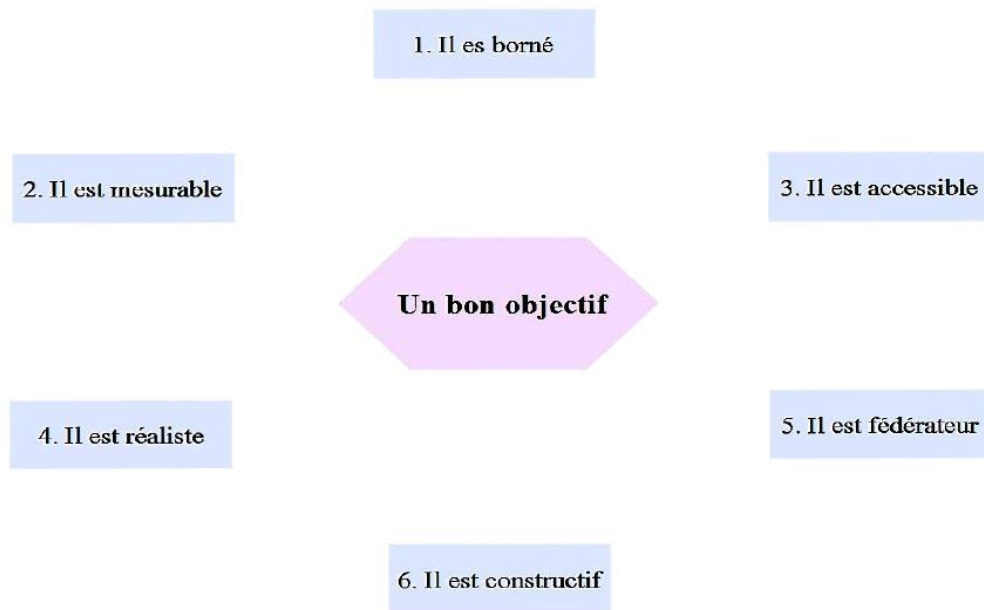 1. Il es borné
2. Il est mesurable
3. Il est accessible
Un bon objectif
4. Il est réaliste
5. Il est fédérateur
6. Il est constructif